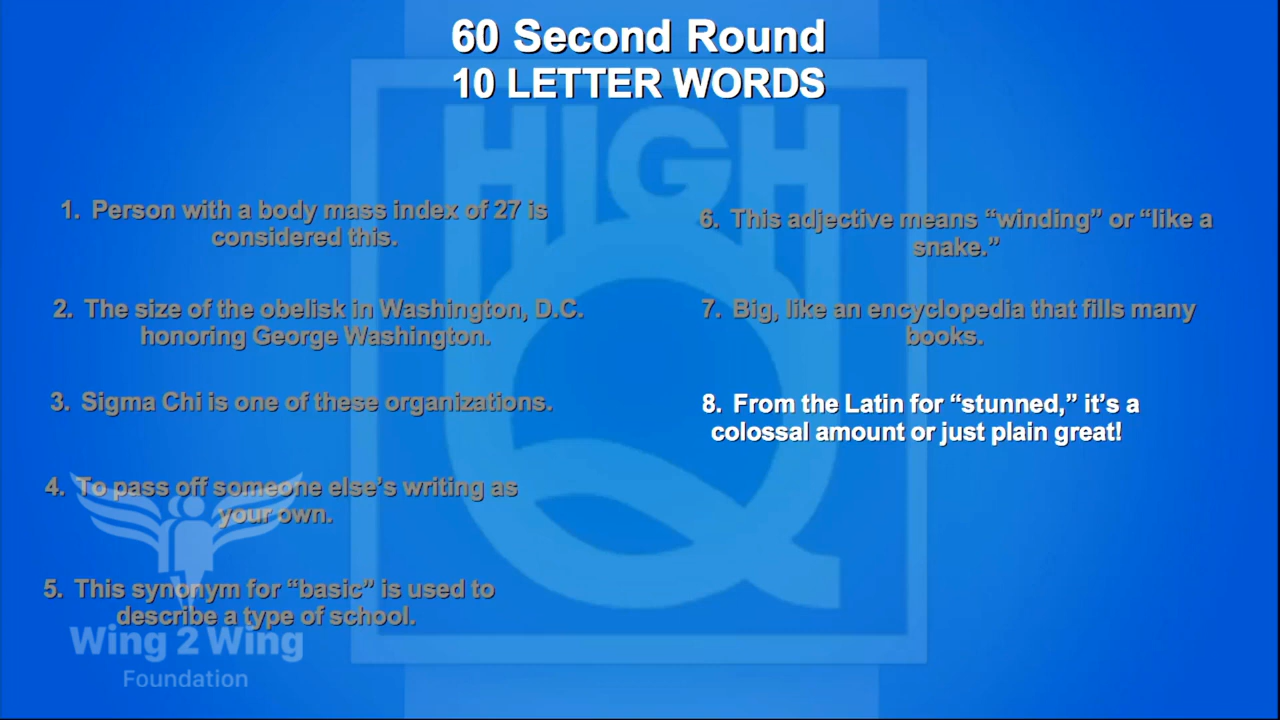 60 Second Round
10 LETTER WORDS
HIGH
Q
1. Person with a body mass index of 27 is
considered this.
2. The size of the obelisk in Washington, D.C.
honoring George Washington.
3. Sigma Chi is one of these organizations.
4. To pass off someone else’s writing as
your own.
5. This synonym for “basic” is used to
describe a type of school.
6. This adjective means “winding” or “like a
snake.”
7. Big, like an encyclopedia that fills many
books.
8. From the Latin for “stunned,” it’s a
colossal amount or just plain great!
Wing 2 Wing
Foundation